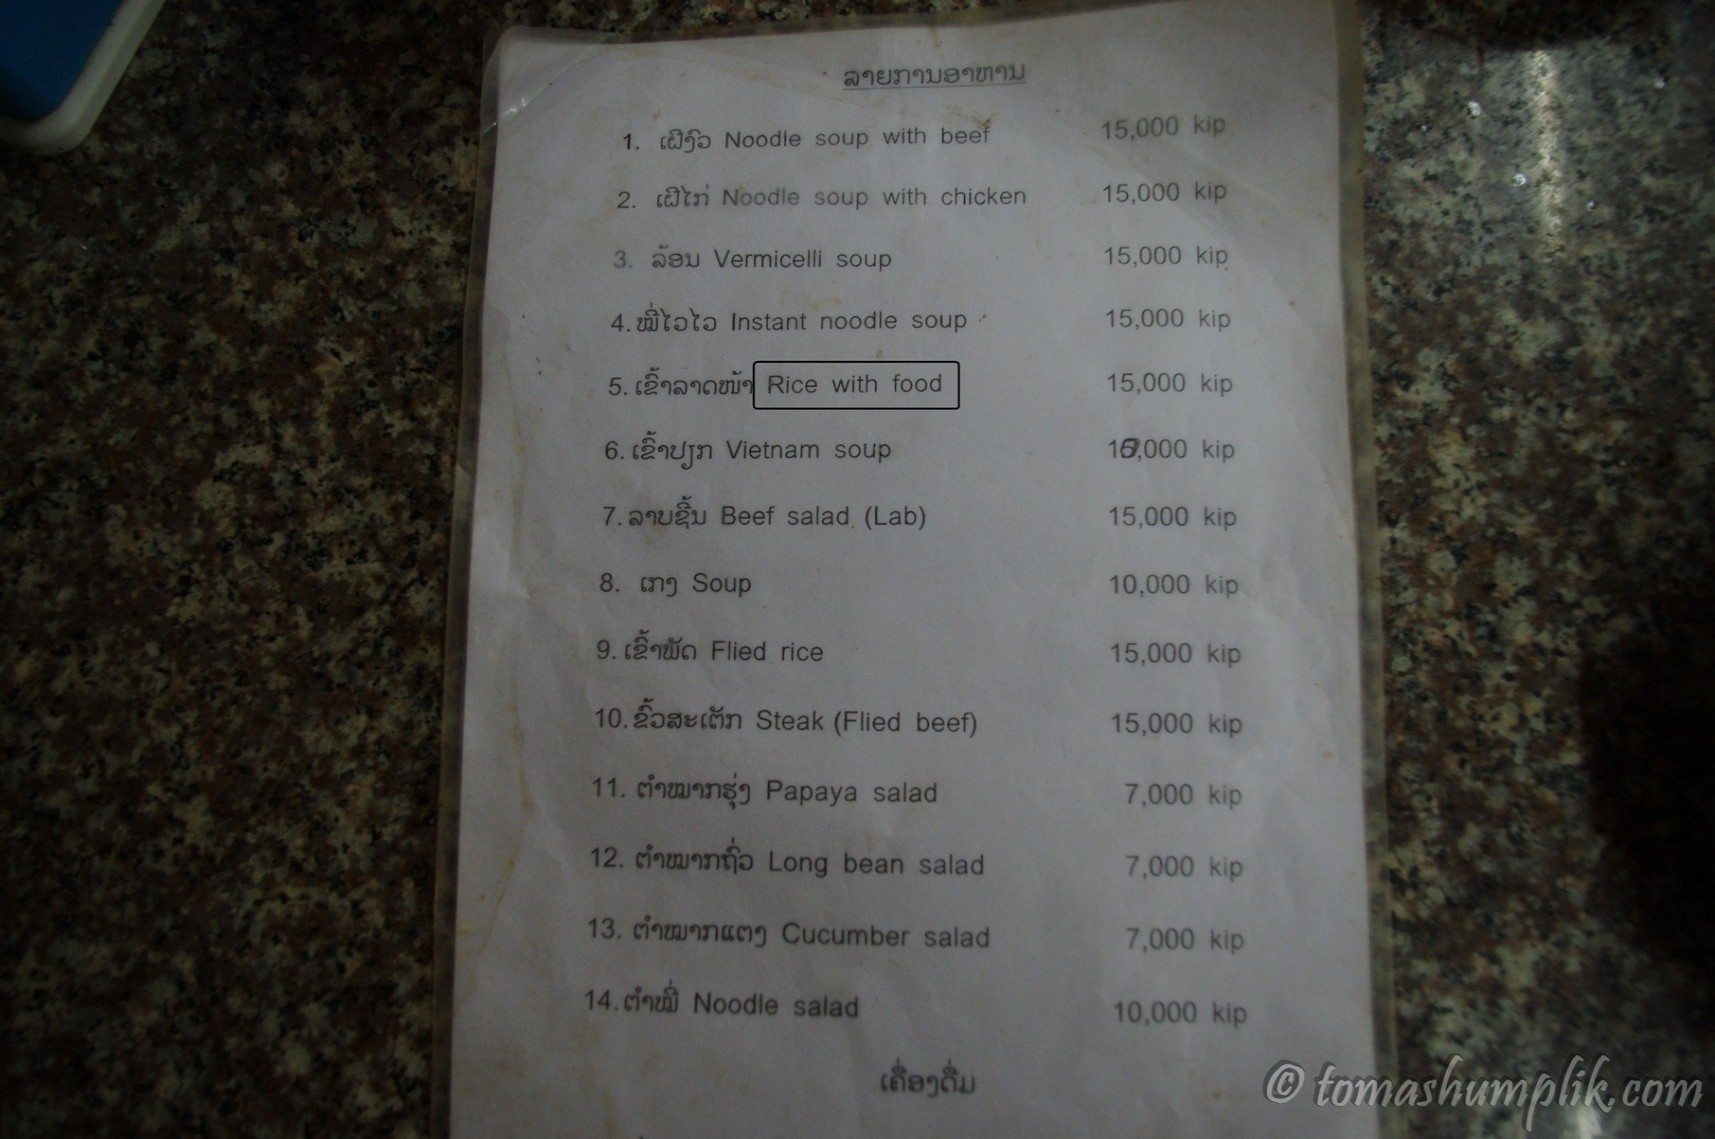 ລາຍການອາຫານ
1. ເຝີງົວ Noodle soup with beef 15,000 kip
2. ເຝີໄກ່ Noodle soup with chicken 15,000 kip
3. ລ້ອນ Vermicelli soup 15,000 kip
4. ໝີ່ໄວໄວ Instant noodle soup 15,000 kip
5. ເຂົ້າລາດໜ້າ Rice with food 15,000 kip
6. ເຂົ້າປຽກ Vietnam soup kip
7. ລາບຊີ້ນ Beef salad (Lab) 15,000 kip
8. ແກງ Soup 10,000 kip
9. ເຂົ້າຜັດ Flied rice 15,000 kip
10. ຂົ້ວສະເຕັກ Steak (Flied beef) 15,000 kip
11. ຕຳໝາກຮຸ່ງ Papaya salad 7,000 kip
12. ຕຳໝາກຖົ່ວ Long bean salad 7,000 kip
13. ຕຳໝາກແຕງ Cucumber salad 7,000 kip
14. ຕຳໝີ່ Noodle salad 10,000 kip
ເຄື່ອງດື່ມ
© tomashumplik.com